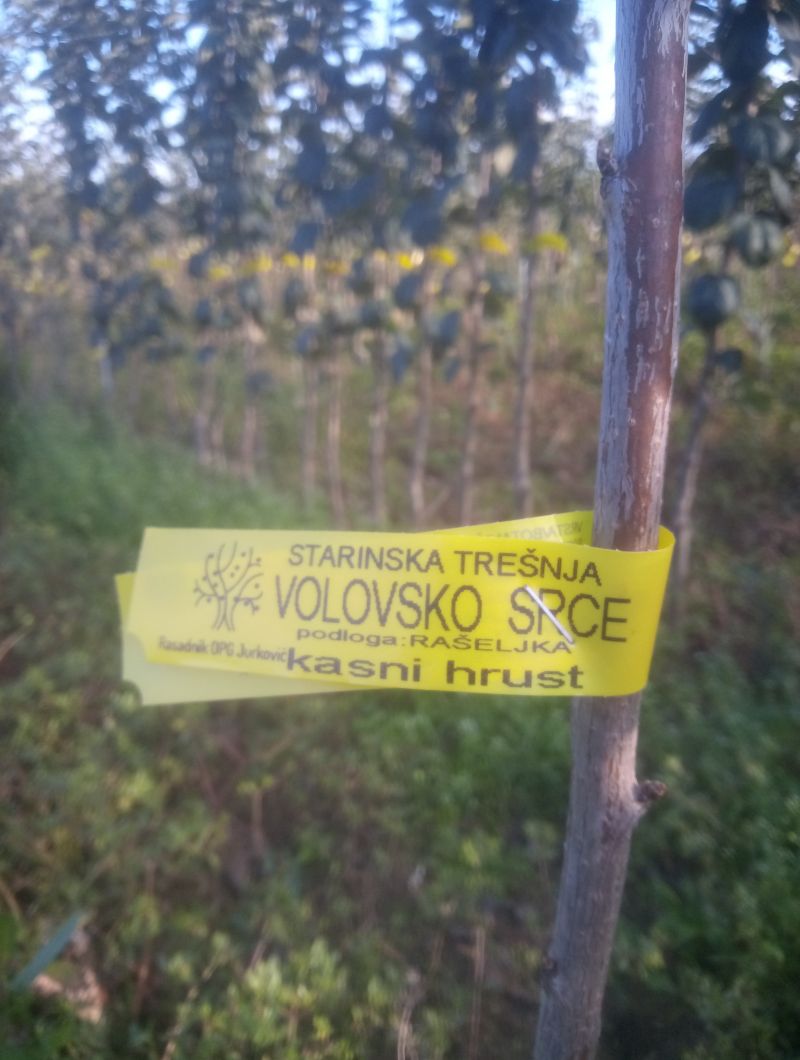 STARINSKA TREŠNJA
VOLOVSKO SRCE
podloga:RAŠELJKA
Rasadnik OPG Jurković
kasni hrust